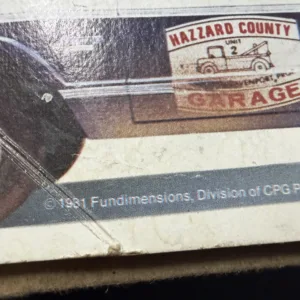 HAZZARD COUNTY
UNIT
2
GARAGE
© 1981 Fundimensions, Division of CPG P